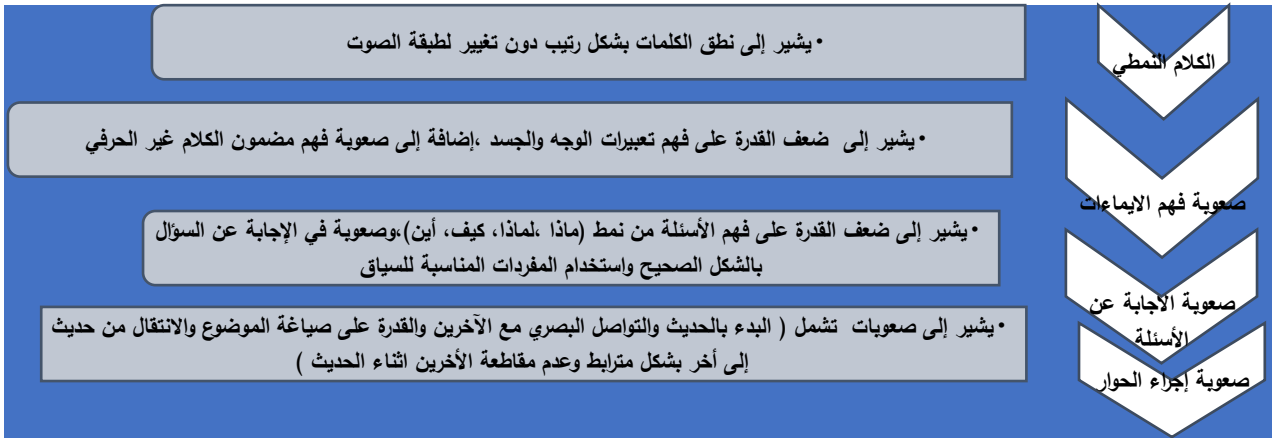 الكلام النمطي
•يشير إلى نطق الكلمات بشكل رتيب دون تغيير لطبقة الصوت
صعوبة فهم الايماءات
•يشير إلى ضعف القدرة على فهم تعبيرات الوجه والجسد ،إضافة إلى صعوبة فهم مضمون الكلام غير الحرفي
صعوبة الاجابة عن
الأسئلة
•يشير إلى ضعف القدرة على فهم الأسئلة من نمط (ماذا ،لماذا، كيف، أين)،وصعوبة في الإجابة عن السؤال
بالشكل الصحيح واستخدام المفردات المناسبة للسياق
صعوبة إجراء الحوار
•يشير إلى صعوبات تشمل ( البدء بالحديث والتواصل البصري مع الآخرين والقدرة على صياغة الموضوع والانتقال من حديث
إلى أخر بشكل مترابط وعدم مقاطعة الأخرين اثناء الحديث )